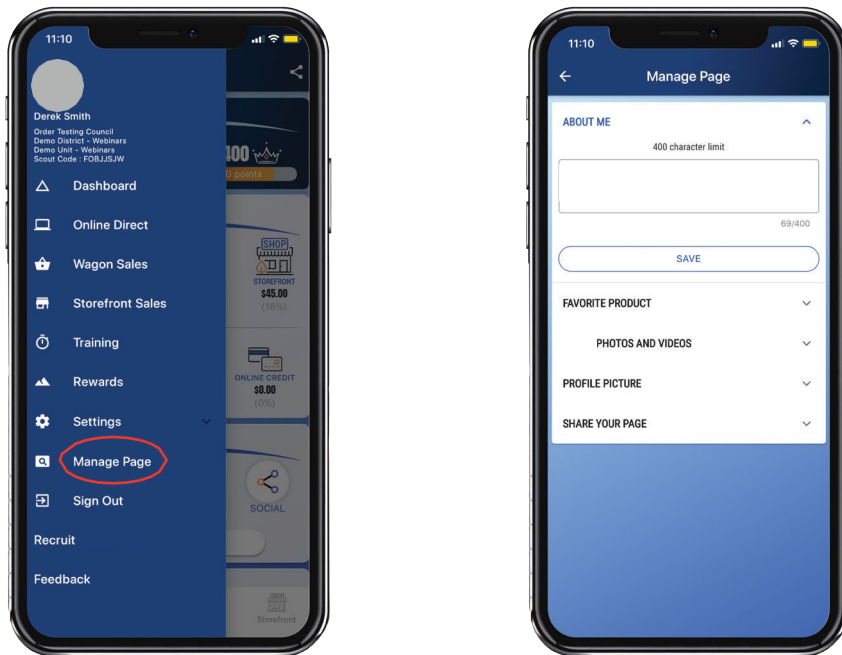 11:10
Derek Smith
Order Testing Council
Demo District - Webinars
Demo Unit - Webinars
Scout Code : FOBJJSJW
Dashboard
Online Direct
Wagon Sales
Storefront Sales
Training
Rewards
Settings
Manage Page
Sign Out
Recruit
Feedback
400
0 points
SHOP
STOREFRONT
$45.00
(16%)
ONLINE CREDIT
$0.00
(0%)
SOCIAL
SHOP
Storefront
11:10
Manage Page
ABOUT ME
400 character limit
69/400
SAVE
FAVORITE PRODUCT
PHOTOS AND VIDEOS
PROFILE PICTURE
SHARE YOUR PAGE